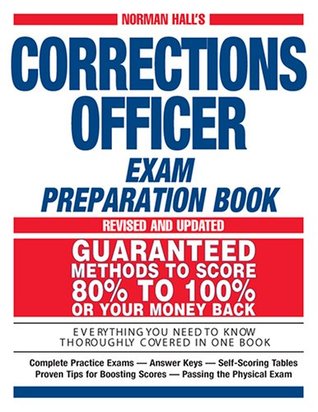 NORMAN HALL'S
CORRECTIONS
OFFICER
EXAM
PREPARATION BOOK
REVISED AND UPDATED
GUARANTEED
METHODS TO SCORE
80% TO 100%
OR YOUR MONEY BACK
EVERYTHING YOU NEED TO KNOW
THOROUGHLY COVERED IN ONE BOOK
Complete Practice Exams — Answer Keys — Self-Scoring Tables
Proven Tips for Boosting Scores — Passing the Physical Exam